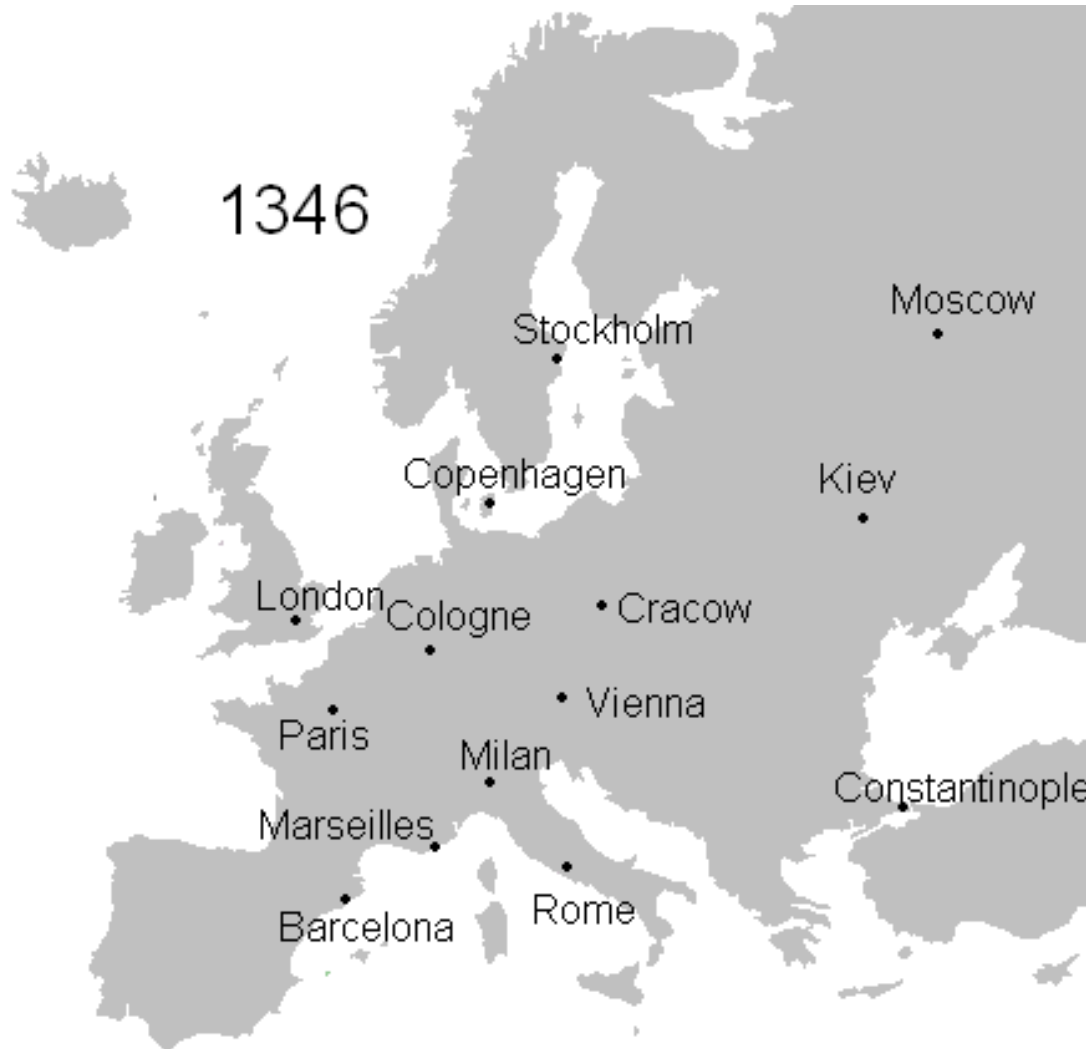 1346
Moscow
Stockholm
Copenhagen
Kiev
London
Cologne
Cracow
Vienna
Paris
Milan
Constantinople
Marseilles
Rome
Barcelona